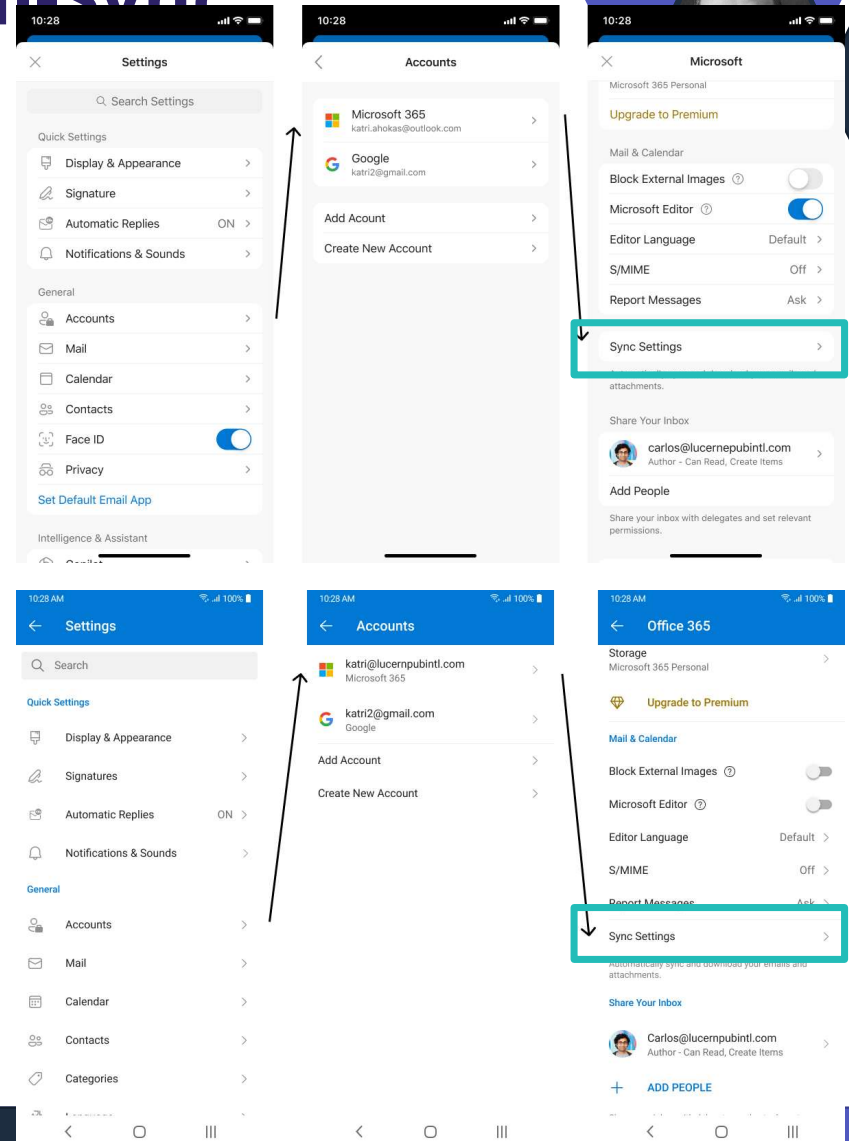 10:28
Settings
Search Settings
Quick Settings
Display & Appearance
Signature
Automatic Replies ON
Notifications & Sounds
General
Accounts
Mail
Calendar
Contacts
Face ID
Privacy
Set Default Email App
Intelligence & Assistant
Copilot
10:28
Accounts
Microsoft 365
katri.ahokas@outlook.com
Google
katri2@gmail.com
Add Acount
Create New Account
10:28
Microsoft
Microsoft 365 Personal
Upgrade to Premium
Mail & Calendar
Block External Images
Microsoft Editor
Editor Language Default
S/MIME Off
Report Messages Ask
Sync Settings
attachments.
Share Your Inbox
carlos@lucernepubintl.com
Author - Can Read, Create Items
Add People
Share your inbox with delegates and set relevant
permissions.
10:28 AM 100%
Settings
Search
Quick Settings
Display & Appearance
Signatures
Automatic Replies ON
Notifications & Sounds
General
Accounts
Mail
Calendar
Contacts
Categories
10:28 AM 100%
Accounts
katri@lucernpubintl.com
Microsoft 365
katri2@gmail.com
Google
Add Account
Create New Account
10:28 AM 100%
Office 365
Storage
Microsoft 365 Personal
Upgrade to Premium
Mail & Calendar
Block External Images
Microsoft Editor
Editor Language Default
S/MIME Off
Report Messages Ask
Sync Settings
Automatically sync and download your emails and
attachments.
Share Your Inbox
Carlos@lucernpubintl.com
Author - Can Read, Create Items
ADD PEOPLE